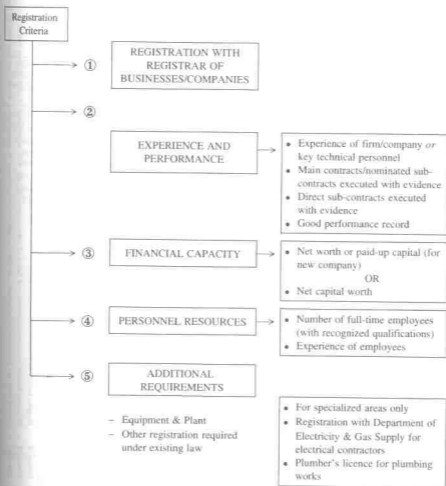 Registration
Criteria
①
REGISTRATION WITH
REGISTRAR OF
BUSINESSES/COMPANIES
②
EXPERIENCE AND
PERFORMANCE
• Experience of firm/company or
key technical personnel
• Main contracts/nominated sub-
contracts executed with evidence
• Direct sub-contracts executed
with evidence
• Good performance record
③
FINANCIAL CAPACITY
• Net worth or paid-up capital (for
new company)
OR
• Net capital worth
④
PERSONNEL RESOURCES
• Number of full-time employees
(with recognized qualifications)
• Experience of employees
⑤
ADDITIONAL
REQUIREMENTS
– Equipment & Plant
– Other registration required
under existing law
• For specialized areas only
• Registration with Department of
Electricity & Gas Supply for
electrical contractors
• Plumber's licence for plumbing
works